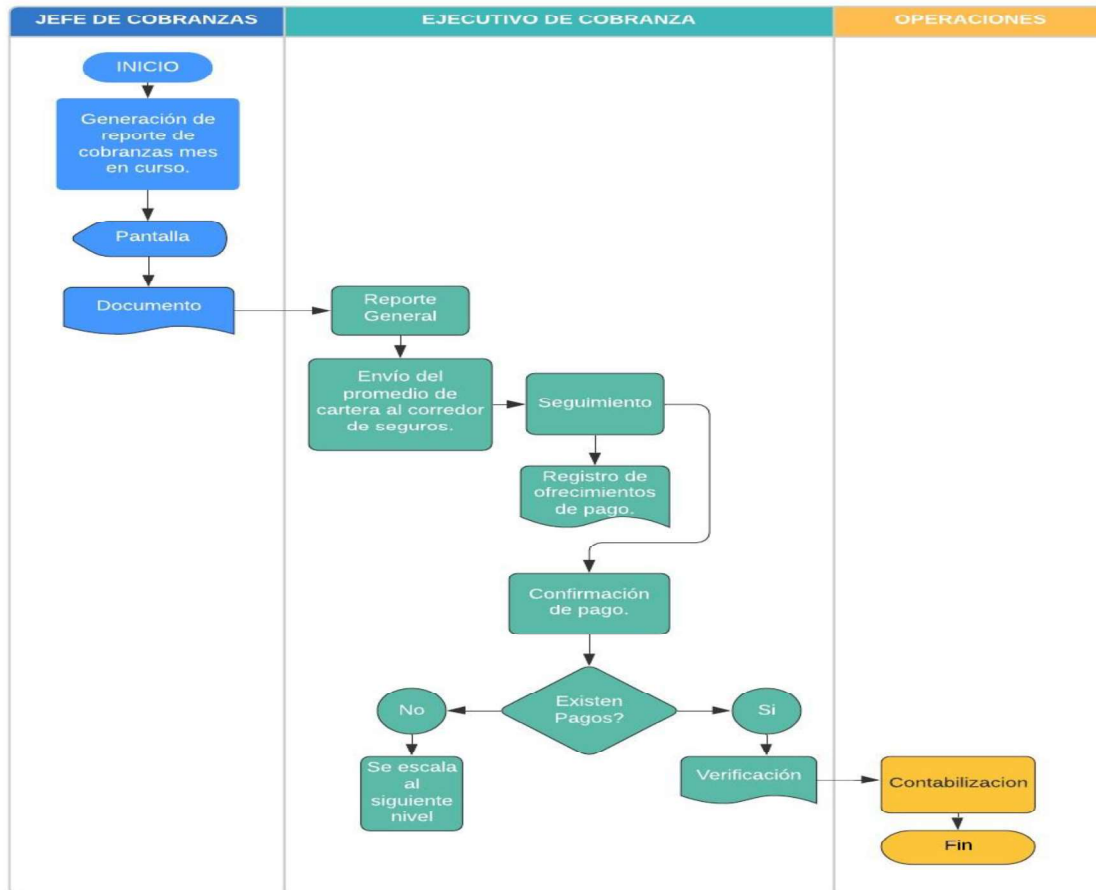 JEFE DE COBRANZAS
EJECUTIVO DE COBRANZA
OPERACIONES
INICIO
Generación de
reporte de
cobranzas mes
en curso.
Pantalla
Documento
Reporte
General
Envío del
promedio de
cartera al corredor
de seguros.
Seguimiento
Registro de
ofrecimientos
de pago.
Confirmación
de pago.
Existen
Pagos?
No
Si
Se escala
al
siguiente
nivel
Verificación
Contabilizacion
Fin